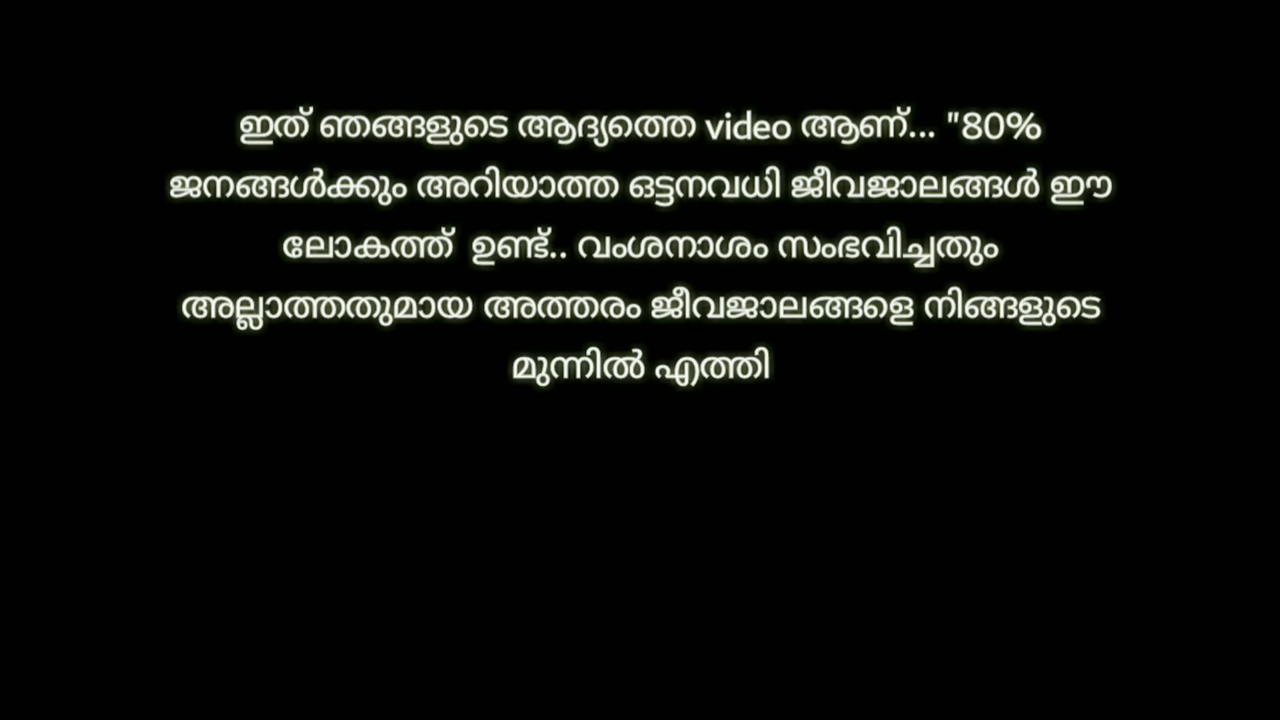 ഇത് ഞങ്ങളുടെ ആദ്യത്തെ video ആണ്... "80%
ജനങ്ങൾക്കും അറിയാത്ത ഒട്ടനവധി ജീവജാലങ്ങൾ ഈ
ലോകത്ത്  ഉണ്ട്.. വംശനാശം സംഭവിച്ചതും
അല്ലാത്തതുമായ അത്തരം ജീവജാലങ്ങളെ നിങ്ങളുടെ
മുന്നിൽ എത്തി